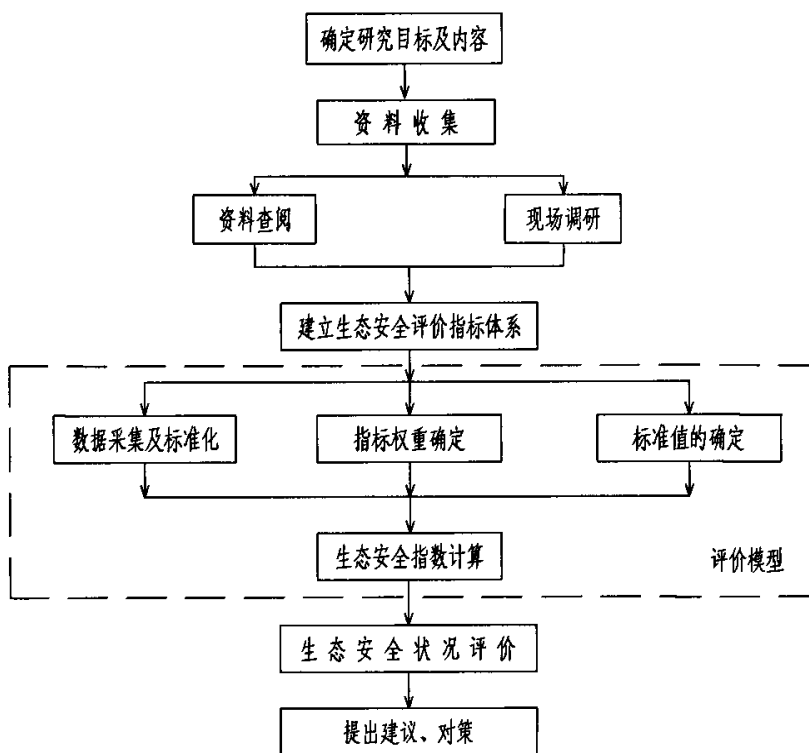 确定研究目标及内容
资料收集
资料查阅
现场调研
建立生态安全评价指标体系
数据采集及标准化
指标权重确定
标准值的确定
生态安全指数计算
评价模型
生态安全状况评价
提出建议、对策